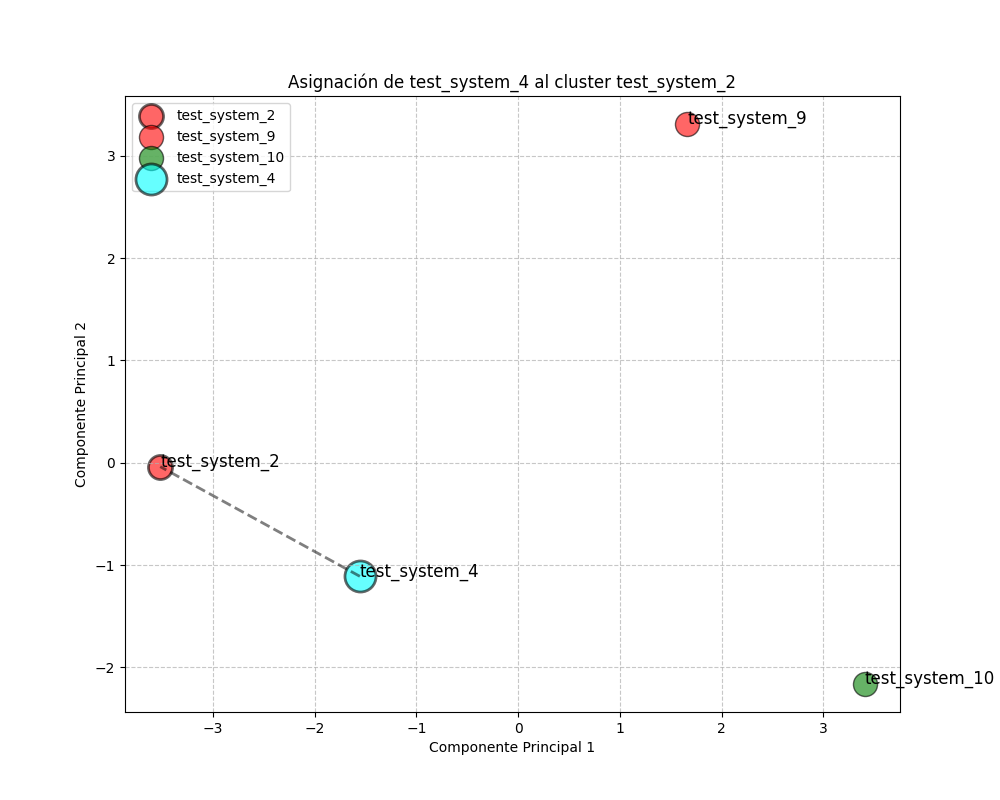 Asignación de test_system_4 al cluster test_system_2
test_system_2
test_system_9
test_system_10
test_system_4
test_system_9
test_system_2
test_system_4
test_system_10
3
2
1
0
−1
−2
Componente Principal 2
−3
−2
−1
0
1
2
3
Componente Principal 1